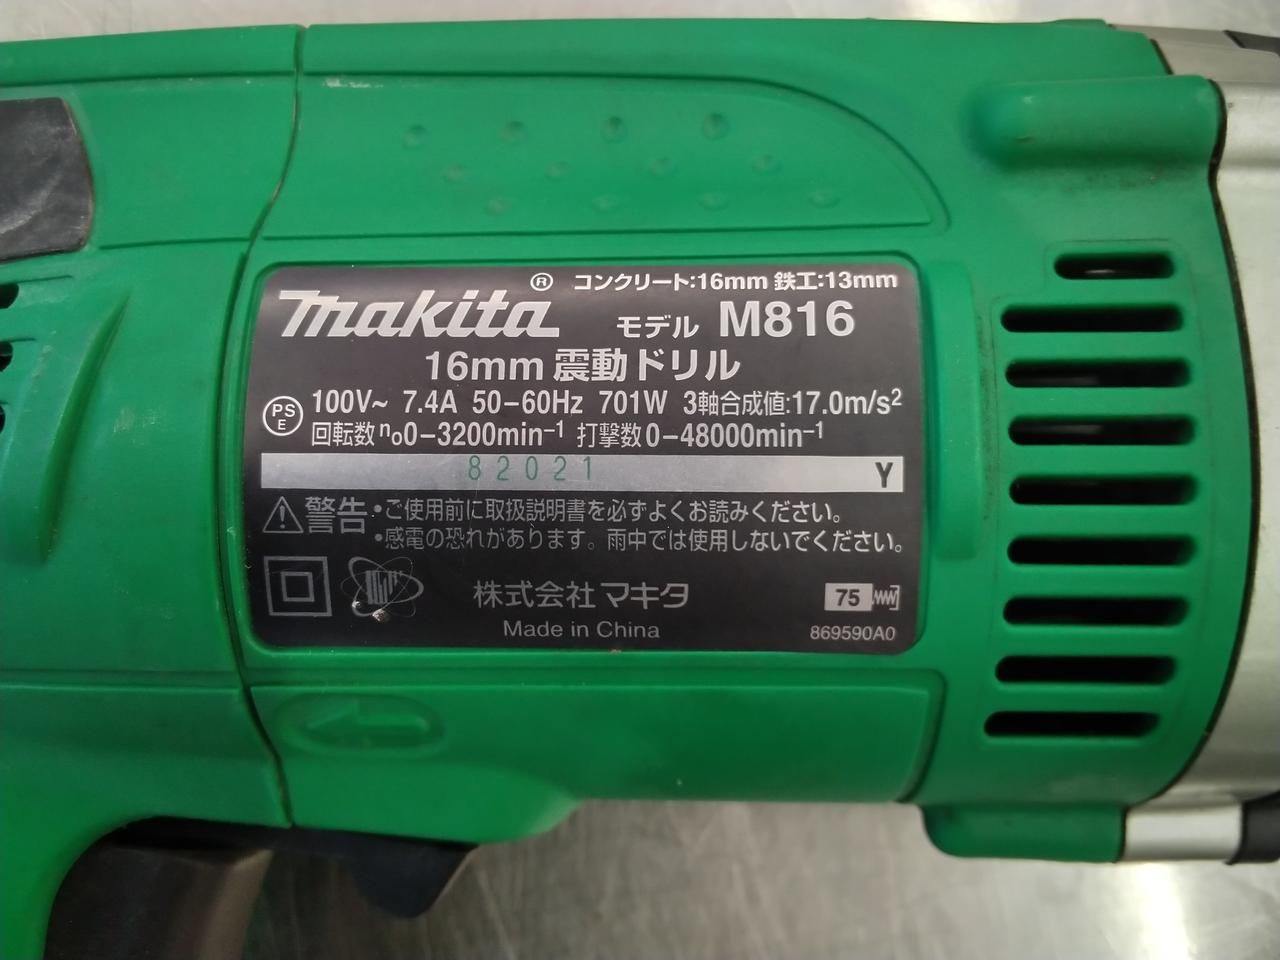 コンクリート:16mm 鉄工:13mm
makita® モデル M816
16mm 震動ドリル
PS E 100V~ 7.4A 50-60Hz 701W 3軸合成値:17.0m/s²
回転数 n₀0-3200min⁻¹ 打撃数 0-48000min⁻¹
82021 Y
⚠警告 •ご使用前に取扱説明書を必ずよくお読みください。
•感電の恐れがあります。雨中では使用しないでください。
株式会社 マキタ 75
Made in China 869590A0